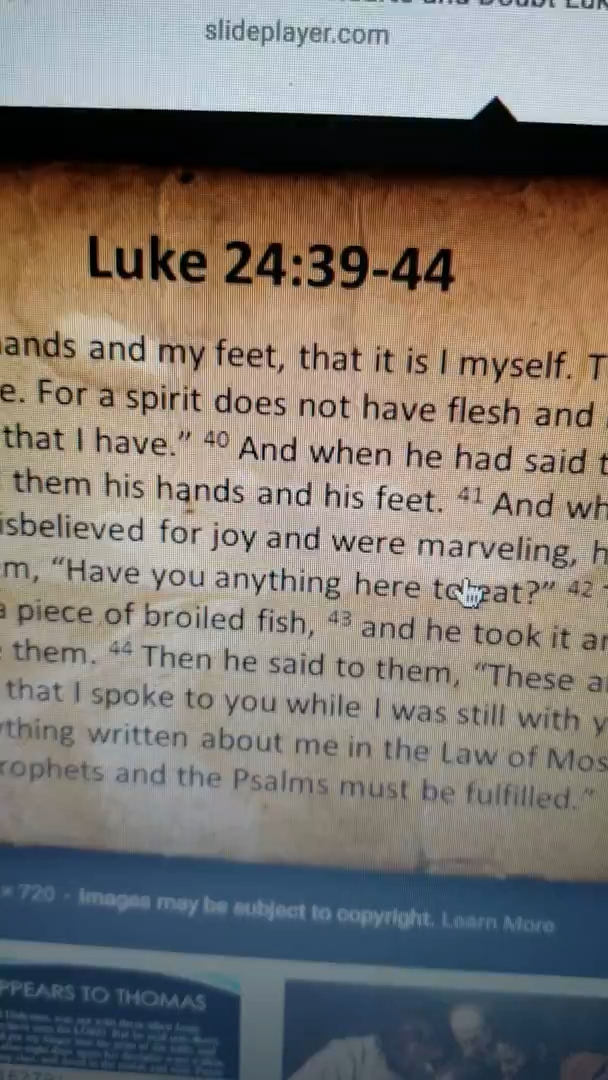 slideplayer.com
Luke 24:39-44
ands and my feet, that it is I myself. T
e. For a spirit does not have flesh and
that I have.” 40 And when he had said t
them his hands and his feet. 41 And wh
isbelieved for joy and were marveling, h
m, “Have you anything here to eat?” 42
a piece of broiled fish, 43 and he took it an
them. 44 Then he said to them, “These a
that I spoke to you while I was still with y
ything written about me in the Law of Mos
rophets and the Psalms must be fulfilled.”
× 720 - Images may be subject to copyright. Learn More
PPEARS TO THOMAS